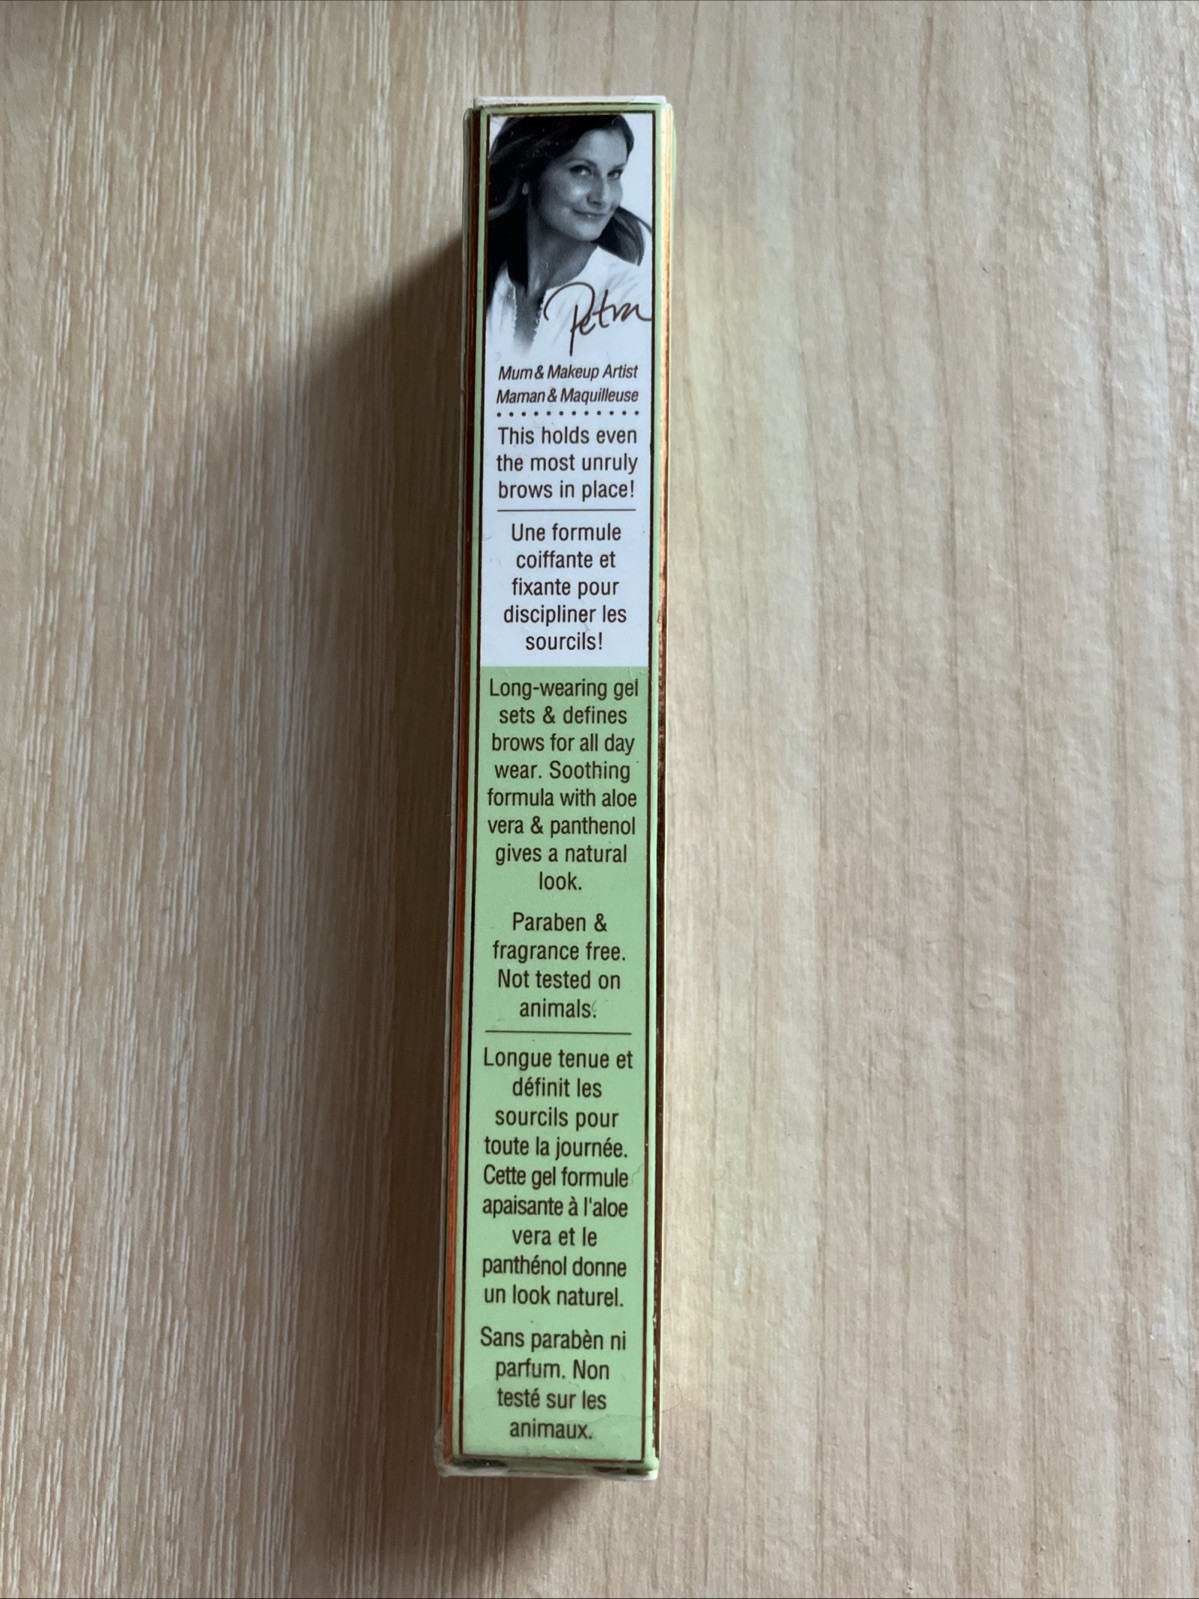 Petra
Mum & Makeup Artist
Maman & Maquilleuse
This holds even
the most unruly
brows in place!
Une formule
coiffante et
fixante pour
discipliner les
sourcils!
Long-wearing gel
sets & defines
brows for all day
wear. Soothing
formula with aloe
vera & panthenol
gives a natural
look.
Paraben &
fragrance free.
Not tested on
animals.
Longue tenue et
définit les
sourcils pour
toute la journée.
Cette gel formule
apaisante à l'aloe
vera et le
panthénol donne
un look naturel.
Sans parabèn ni
parfum. Non
testé sur les
animaux.